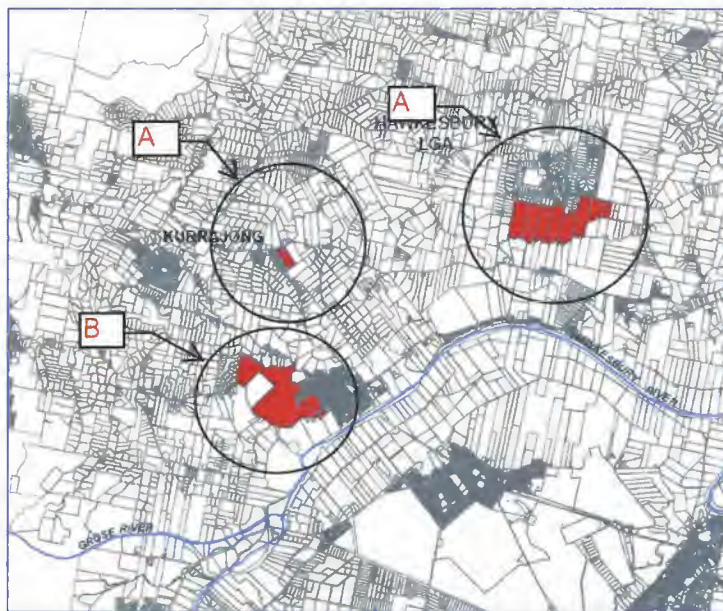 A
A
HAWKESBURY
LGA
KURRAJONG
B
HAWKESBURY RIVER
GROSE RIVER